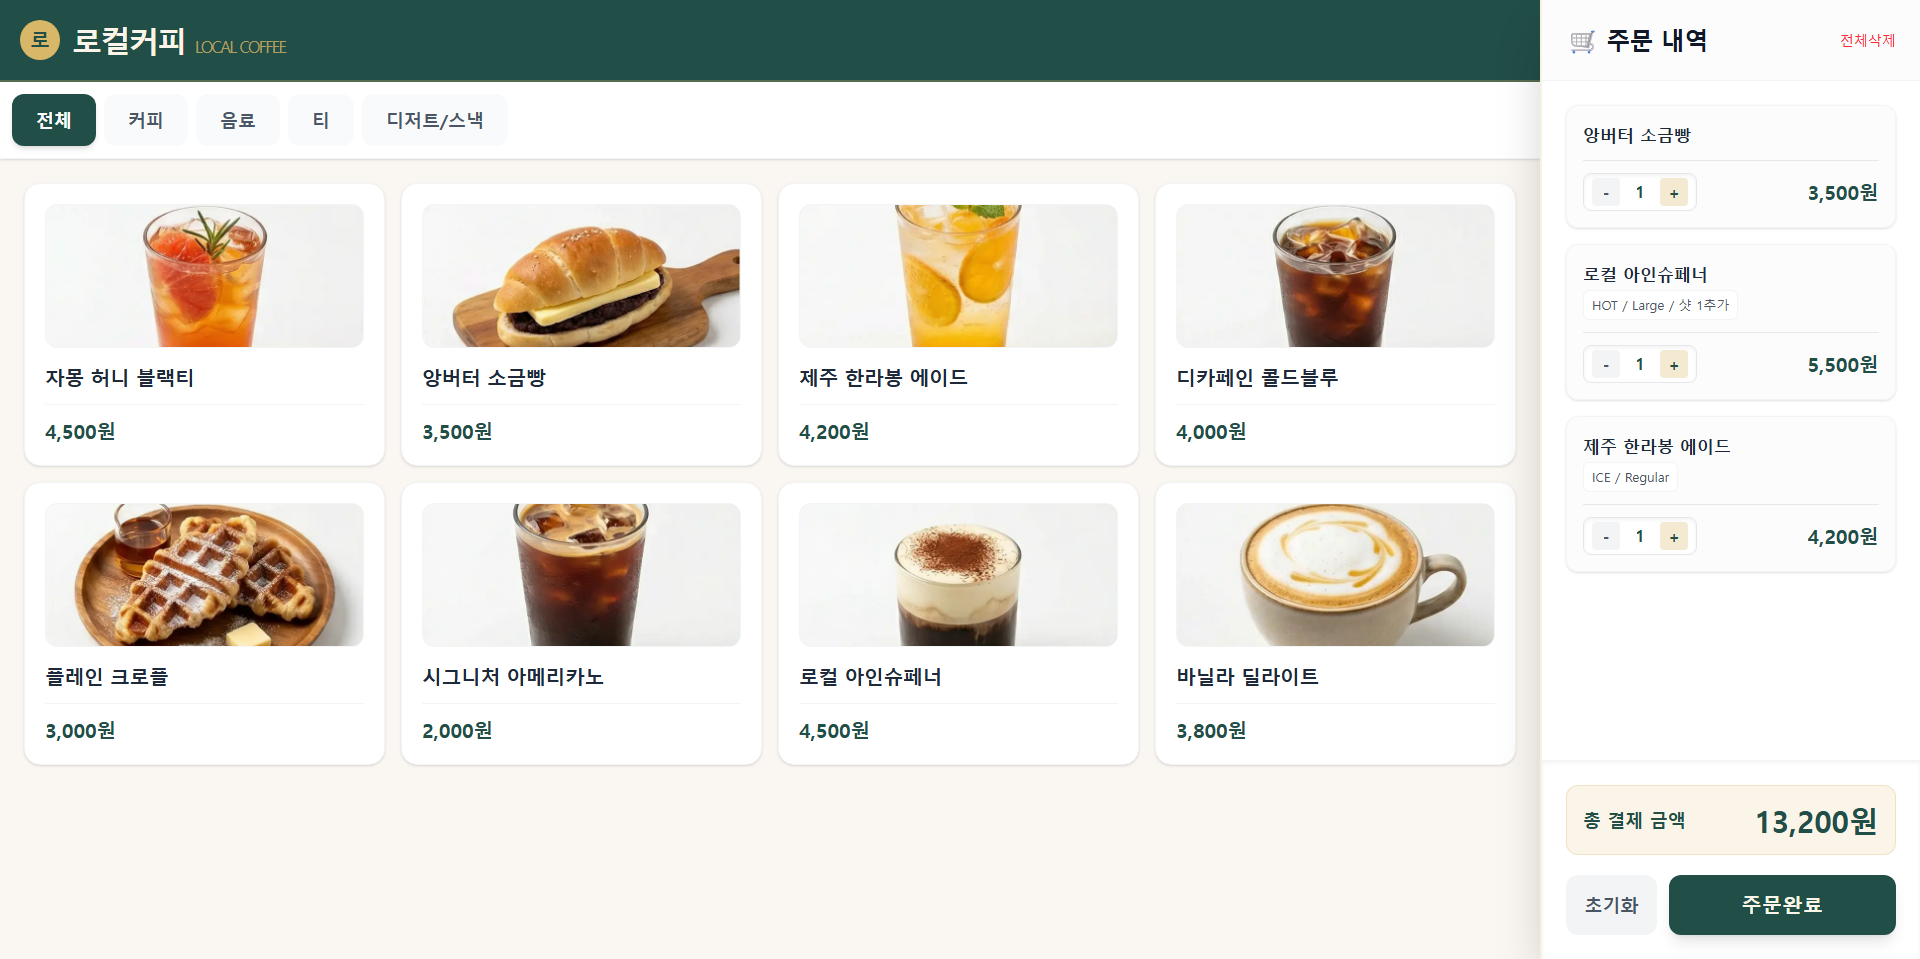 로 로컬커피 LOCAL COFFEE
전체 커피 음료 티 디저트/스낵
자몽 허니 블랙티
4,500원
앙버터 소금빵
3,500원
제주 한라봉 에이드
4,200원
디카페인 콜드블루
4,000원
플레인 크로플
3,000원
시그니처 아메리카노
2,000원
로컬 아인슈페너
4,500원
바닐라 딜라이트
3,800원
주문 내역 전체삭제
앙버터 소금빵
- 1 + 3,500원
로컬 아인슈페너
HOT / Large / 샷 1추가
- 1 + 5,500원
제주 한라봉 에이드
ICE / Regular
- 1 + 4,200원
총 결제 금액 13,200원
초기화 주문완료